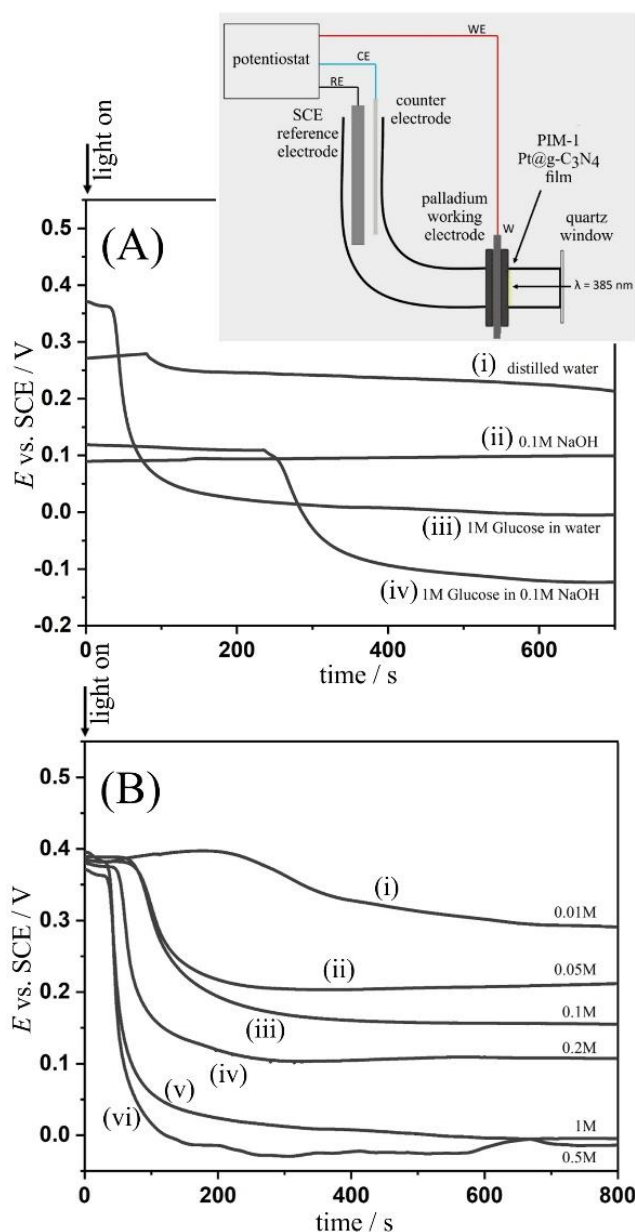 WE
potentiostat
CE
RE
SCE
reference
electrode
counter
electrode
PIM-1
Pt@g-C3N4
film
palladium
working
electrode
W
quartz
window
λ = 385 nm
light on
(A)
0.5
0.4
0.3
0.2
0.1
0.0
-0.1
-0.2
E vs. SCE / V
(i) distilled water
(ii) 0.1M NaOH
(iii) 1M Glucose in water
(iv) 1M Glucose in 0.1M NaOH
0 200 400 600
time / s
light on
(B)
0.5
0.4
0.3
0.2
0.1
0.0
E vs. SCE / V
(i) 0.01M
(ii) 0.05M
(iii) 0.1M
(iv) 0.2M
(v) 1M
(vi) 0.5M
0 200 400 600 800
time / s